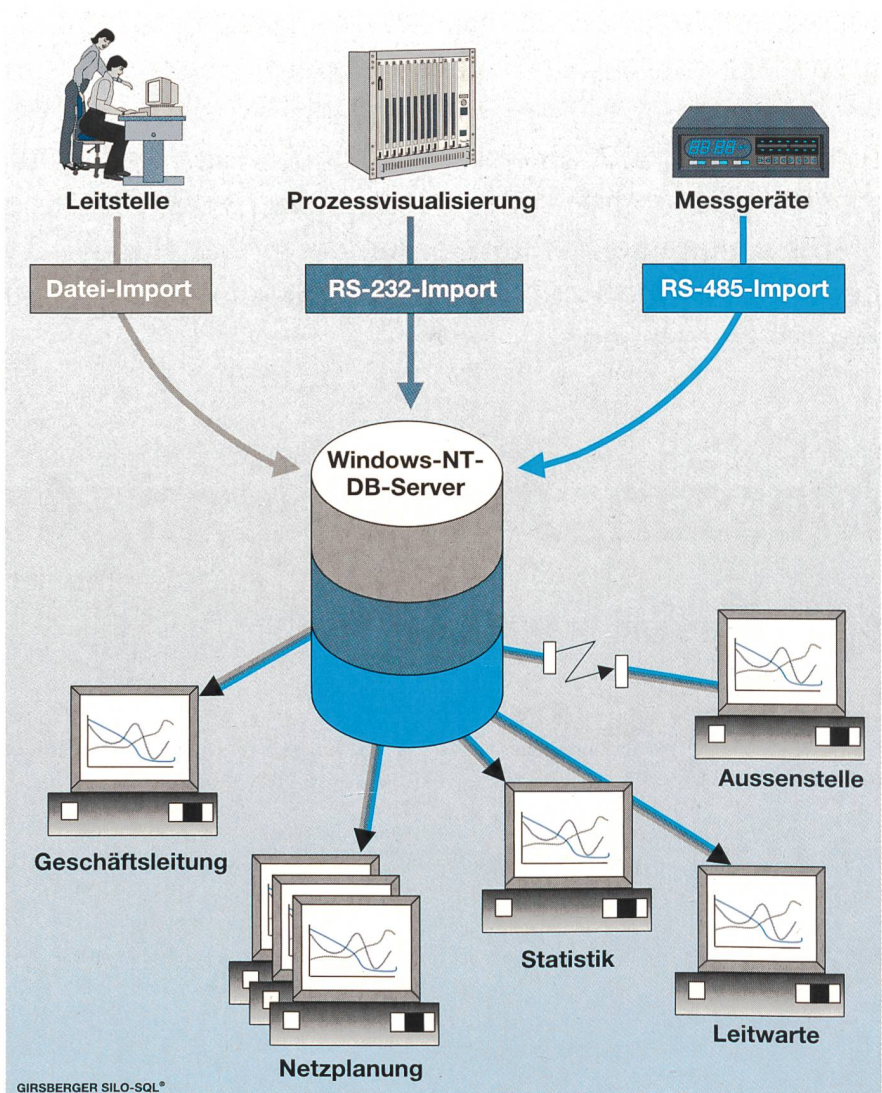 Leitstelle
Prozessvisualisierung
Messgeräte
Datei-Import
RS-232-Import
RS-485-Import
Windows-NT-
DB-Server
Aussenstelle
Geschäftsleitung
Statistik
Leitwarte
Netzplanung
GIRSBERGER SILO-SQL®